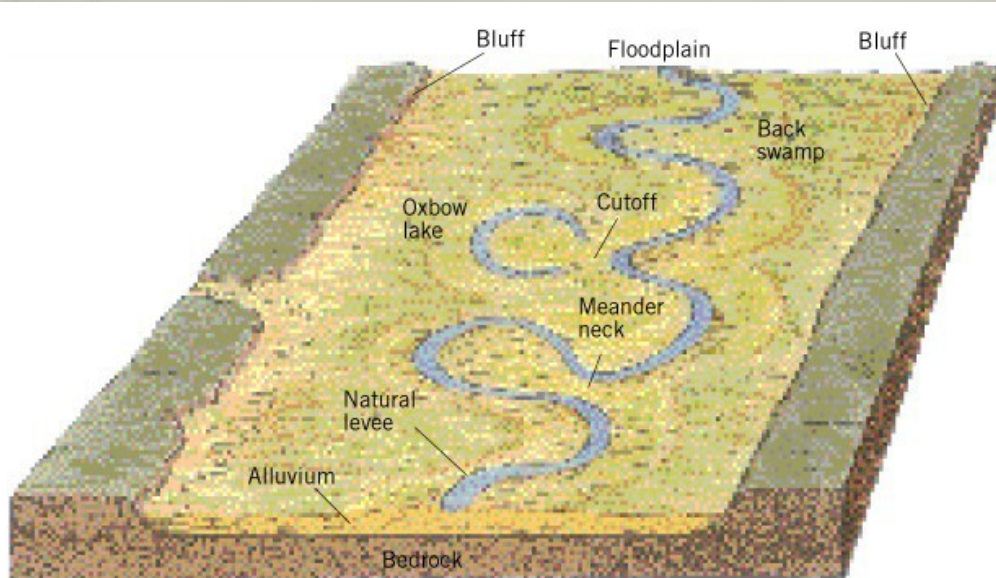 Bluff
Floodplain
Bluff
Back
swamp
Oxbow
lake
Cutoff
Meander
neck
Natural
levee
Alluvium
Bedrock